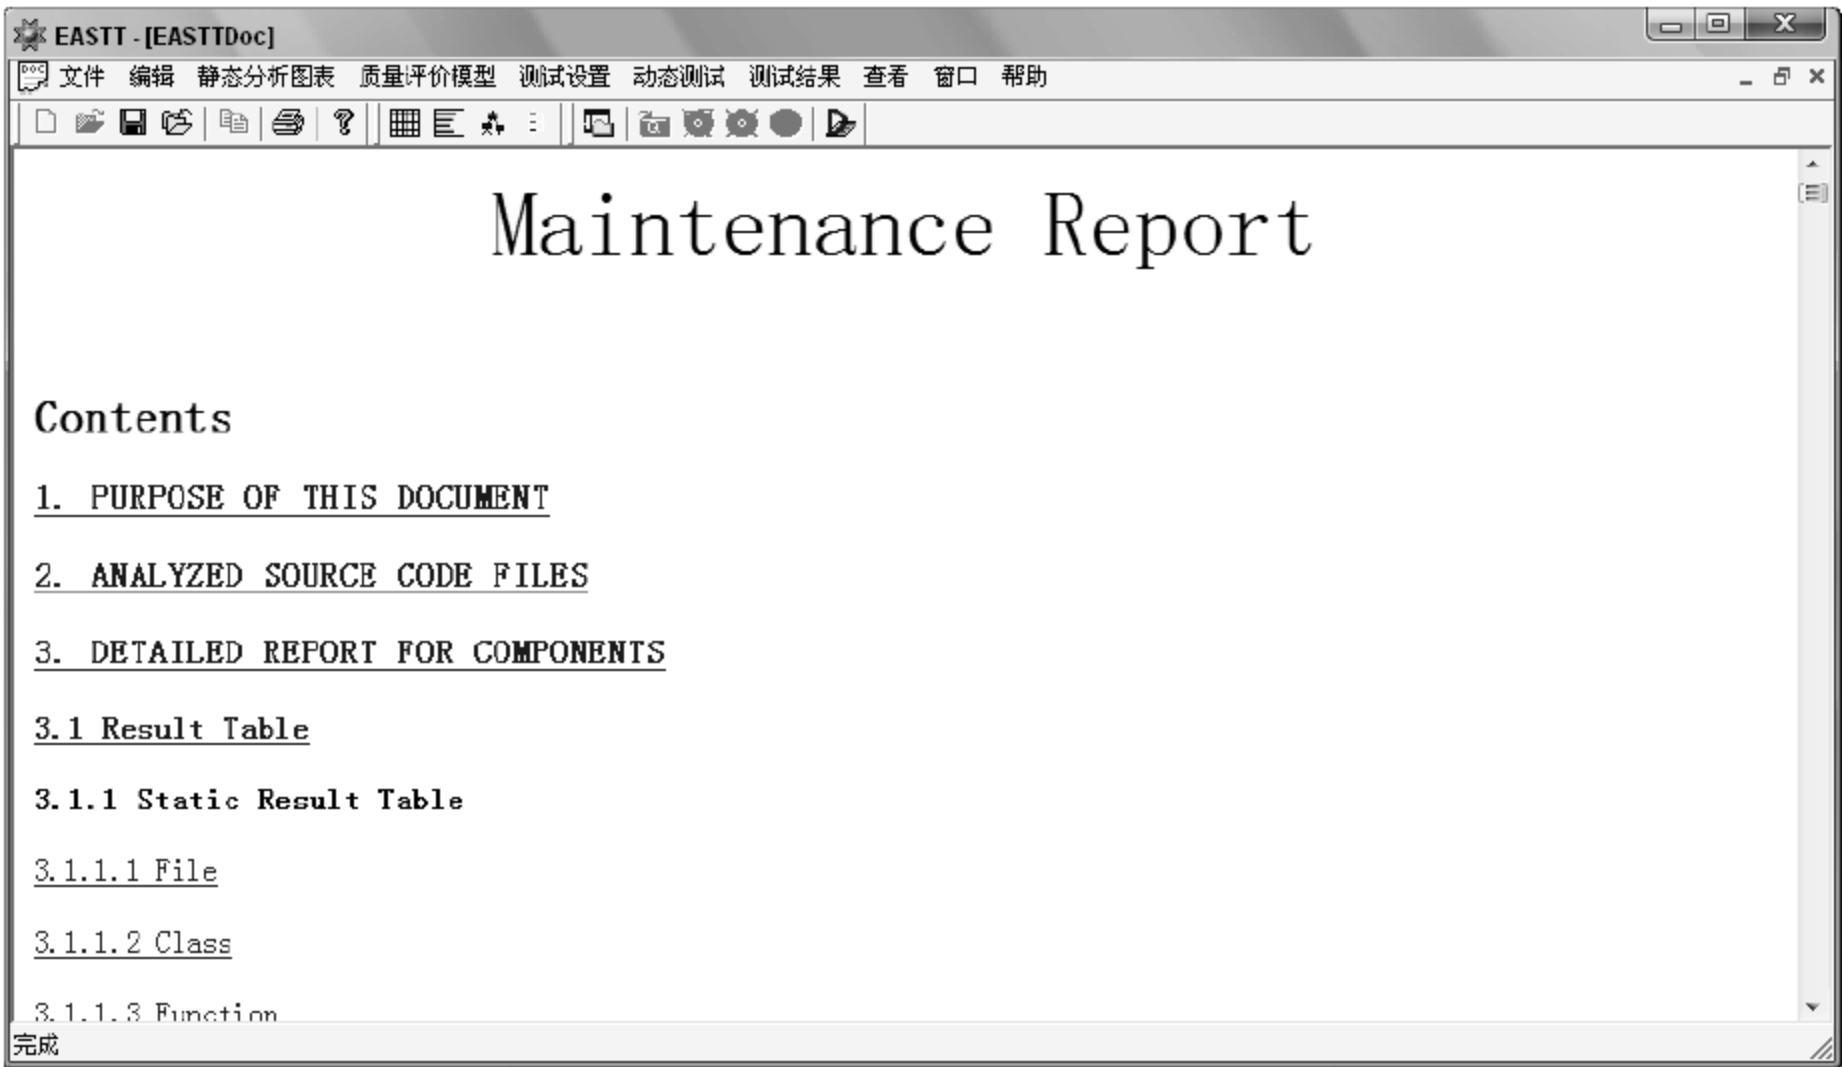 EASTT - [EASTTDoc]
文件 编辑 静态分析图表 质量评价模型 测试设置 动态测试 测试结果 查看 窗口 帮助
Maintenance Report
Contents
1. PURPOSE OF THIS DOCUMENT
2. ANALYZED SOURCE CODE FILES
3. DETAILED REPORT FOR COMPONENTS
3.1 Result Table
3.1.1 Static Result Table
3.1.1.1 File
3.1.1.2 Class
3.1.1.3 Function
完成